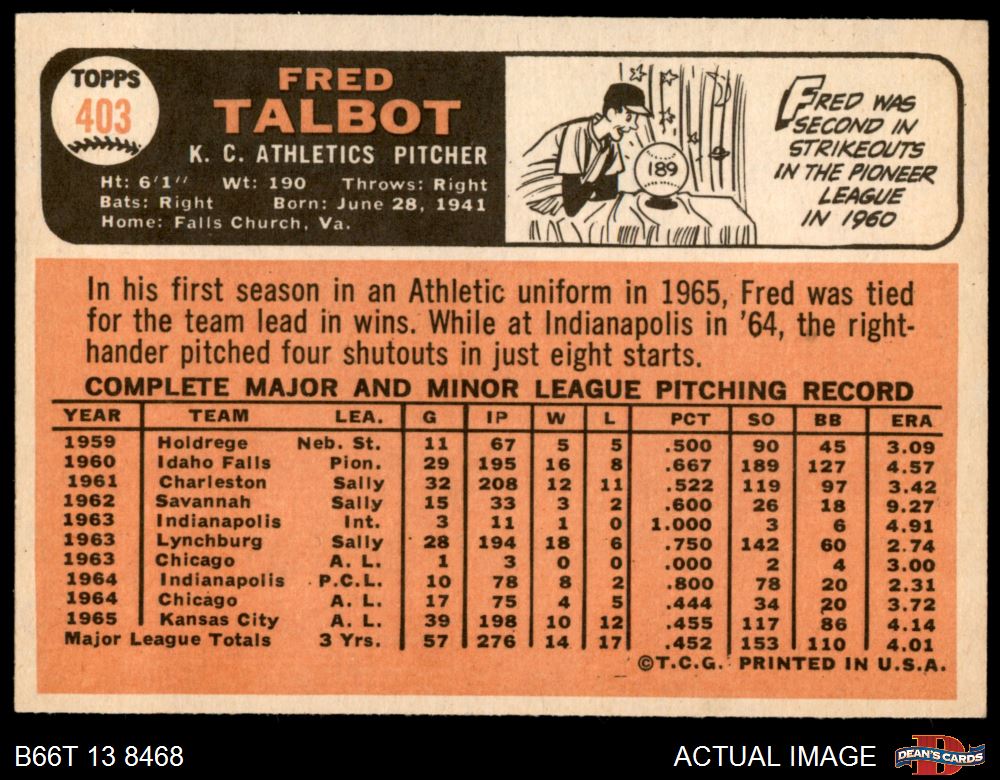 TOPPS
403
FRED
TALBOT
K. C. ATHLETICS PITCHER
Ht: 6'1" Wt: 190 Throws: Right
Bats: Right Born: June 28, 1941
Home: Falls Church, Va.
189
FRED WAS
SECOND IN
STRIKEOUTS
IN THE PIONEER
LEAGUE
IN 1960
In his first season in an Athletic uniform in 1965, Fred was tied
for the team lead in wins. While at Indianapolis in '64, the right-
hander pitched four shutouts in just eight starts.
COMPLETE MAJOR AND MINOR LEAGUE PITCHING RECORD
YEAR TEAM LEA. G IP W L PCT SO BB ERA
1959 Holdrege Neb. St. 11 67 5 5 .500 90 45 3.09
1960 Idaho Falls Pion. 29 195 16 8 .667 189 127 4.57
1961 Charleston Sally 32 208 12 11 .522 119 97 3.42
1962 Savannah Sally 15 33 3 2 .600 26 18 9.27
1963 Indianapolis Int. 3 11 1 0 1.000 3 6 4.91
1963 Lynchburg Sally 28 194 18 6 .750 142 60 2.74
1963 Chicago A. L. 1 3 0 0 .000 2 4 3.00
1964 Indianapolis P.C.L. 10 78 8 2 .800 78 20 2.31
1964 Chicago A. L. 17 75 4 5 .444 34 20 3.72
1965 Kansas City A. L. 39 198 10 12 .455 117 86 4.14
Major League Totals 3 Yrs. 57 276 14 17 .452 153 110 4.01
©T.C.G. PRINTED IN U.S.A.
B66T 13 8468
ACTUAL IMAGE
DEAN'S CARDS